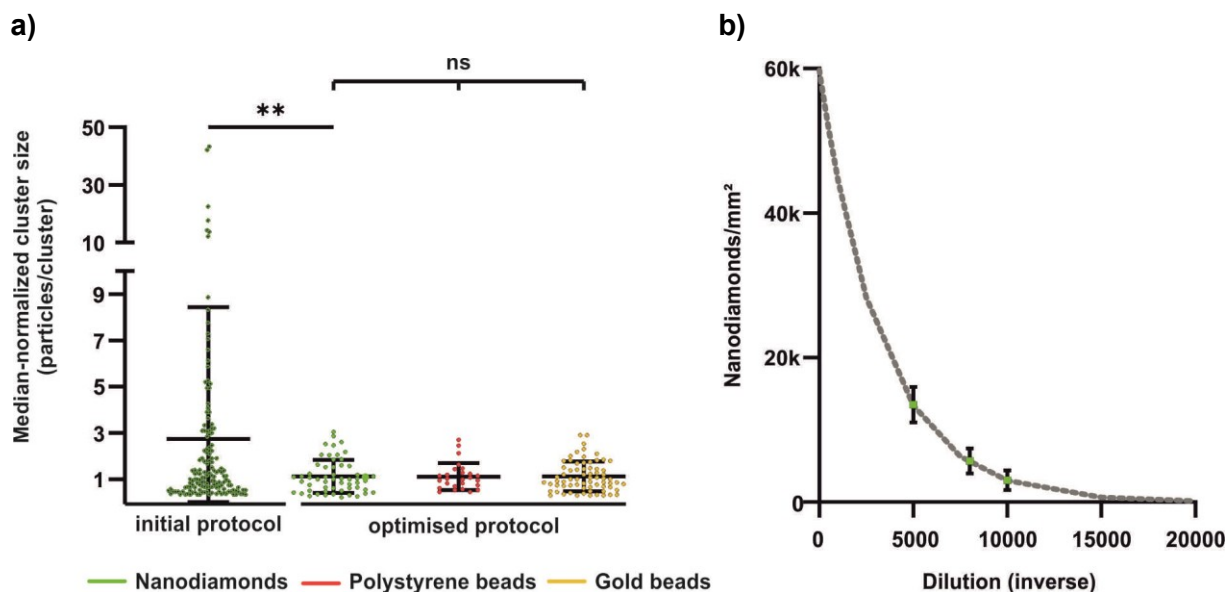 a)
ns
**
50
30
10
9
7
5
3
1
Median-normalized cluster size
(particles/cluster)
initial protocol
optimised protocol
Nanodiamonds
Polystyrene beads
Gold beads
b)
60k
40k
20k
0
Nanodiamonds/mm²
0 5000 10000 15000 20000
Dilution (inverse)